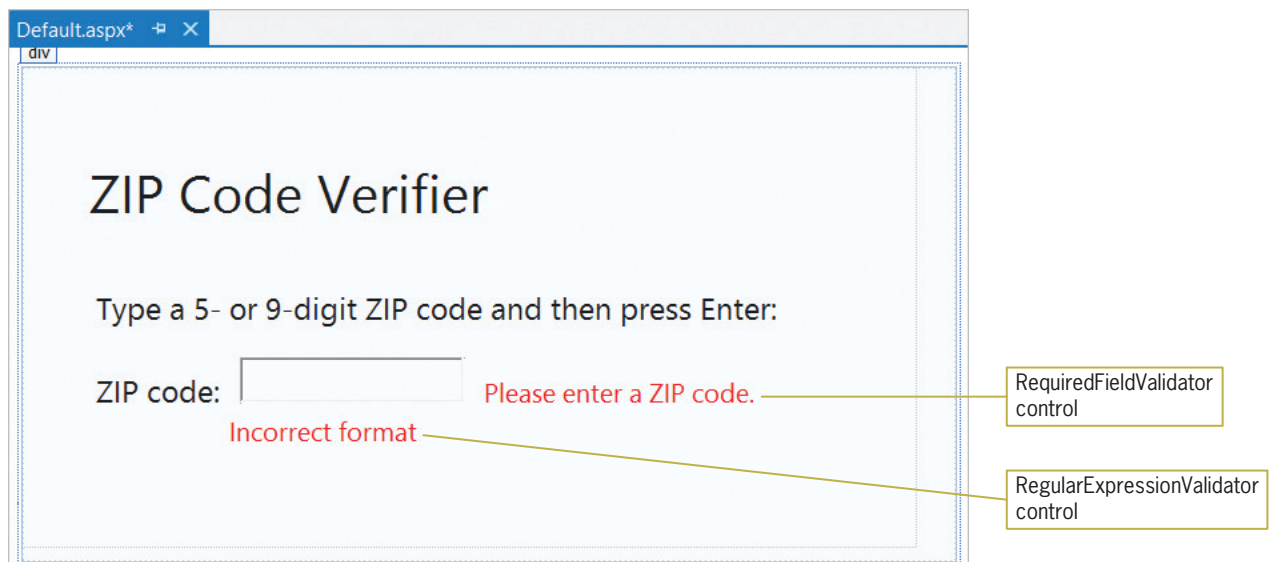 Default.aspx*
div
ZIP Code Verifier
Type a 5- or 9-digit ZIP code and then press Enter:
ZIP code:
Please enter a ZIP code.
Incorrect format
RequiredFieldValidator
control
RegularExpressionValidator
control